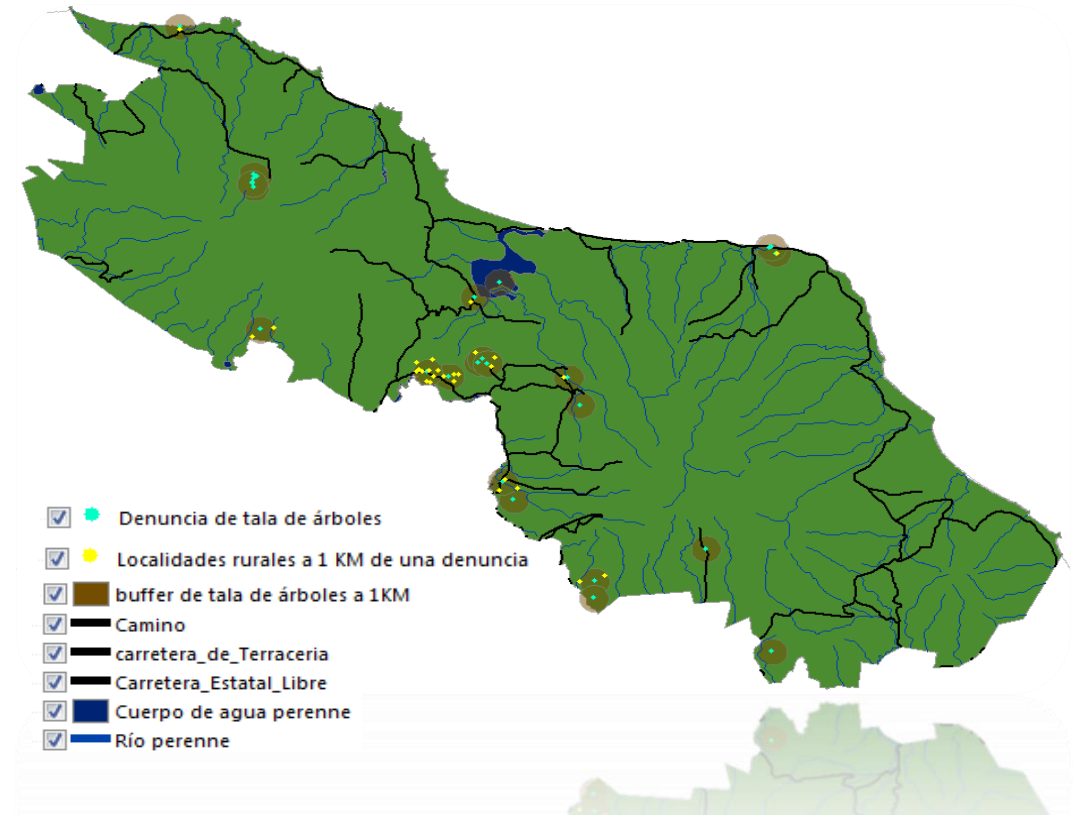 Denuncia de tala de árboles
Localidades rurales a 1 KM de una denuncia
buffer de tala de árboles a 1KM
Camino
carretera_de_Terraceria
Carretera_Estatal_Libre
Cuerpo de agua perenne
Río perenne